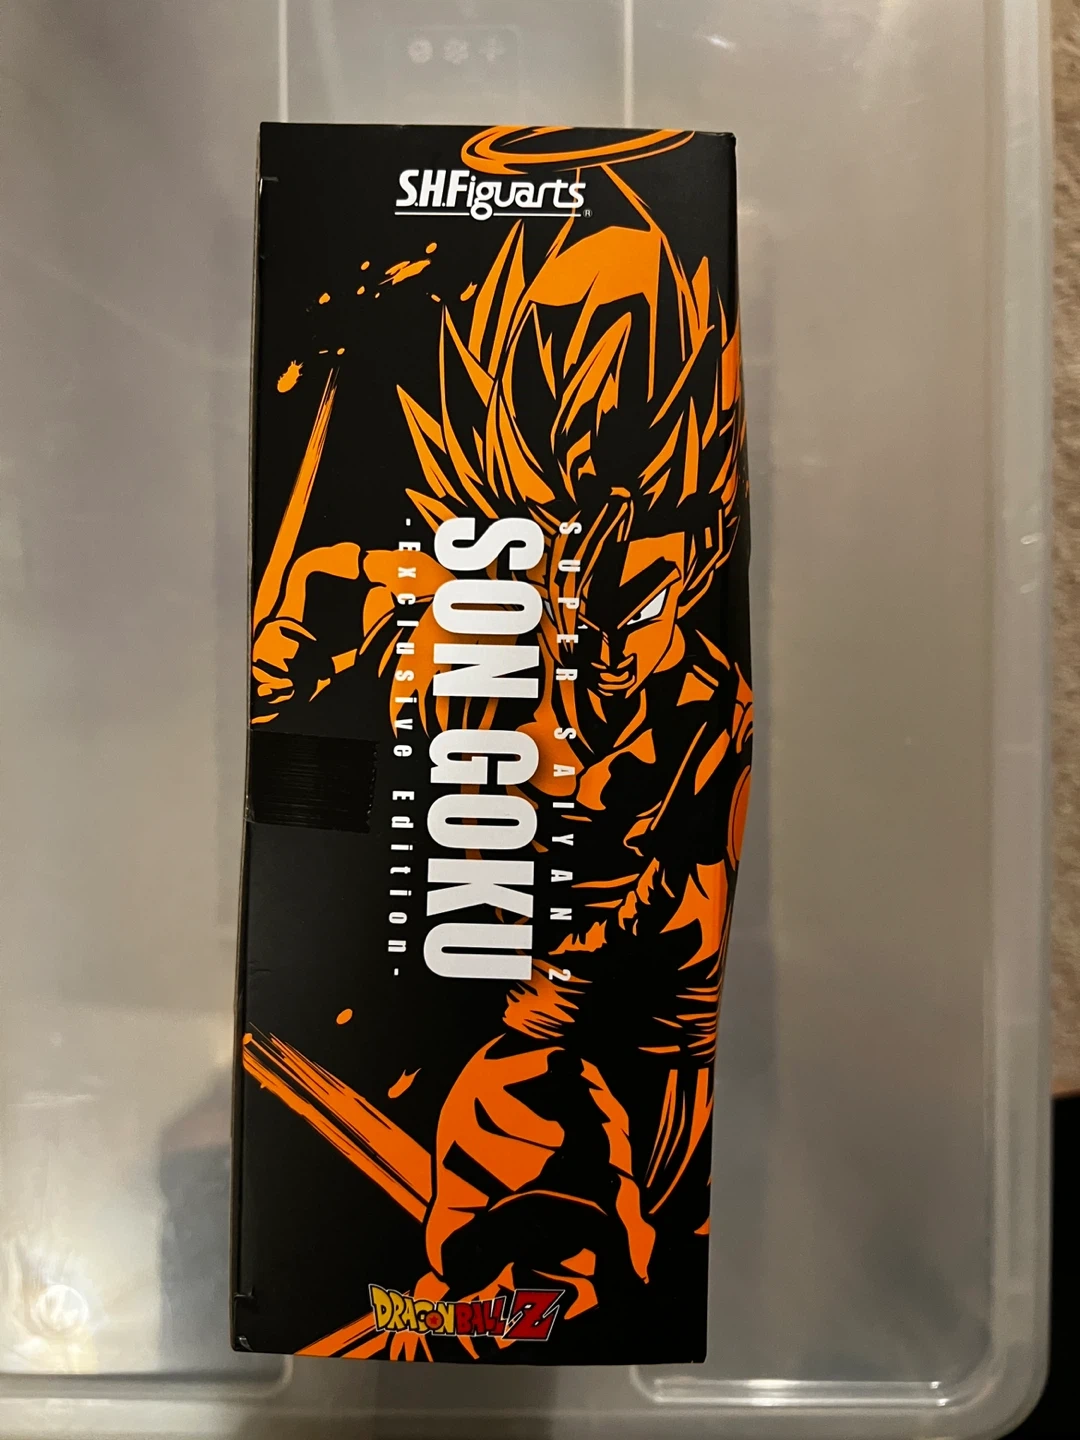 S.H.Figuarts
®
SUPER SAIYAN 2
SON GOKU
-Exclusive Edition-
DRAGON BALL Z